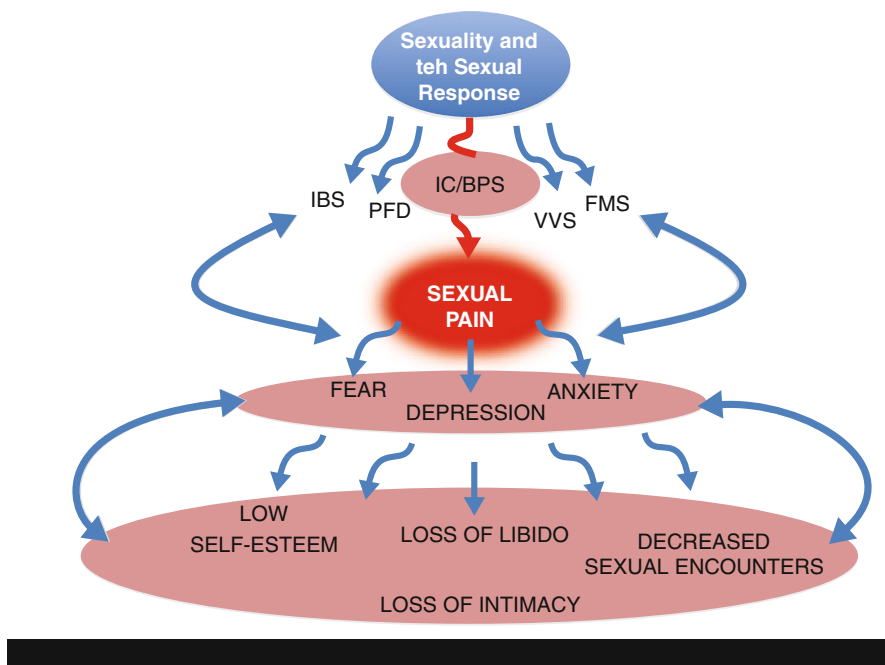 Sexuality and
teh Sexual
Response
IBS
PFD
IC/BPS
VVS
FMS
SEXUAL
PAIN
FEAR
DEPRESSION
ANXIETY
LOW
SELF-ESTEEM
LOSS OF LIBIDO
DECREASED
SEXUAL ENCOUNTERS
LOSS OF INTIMACY